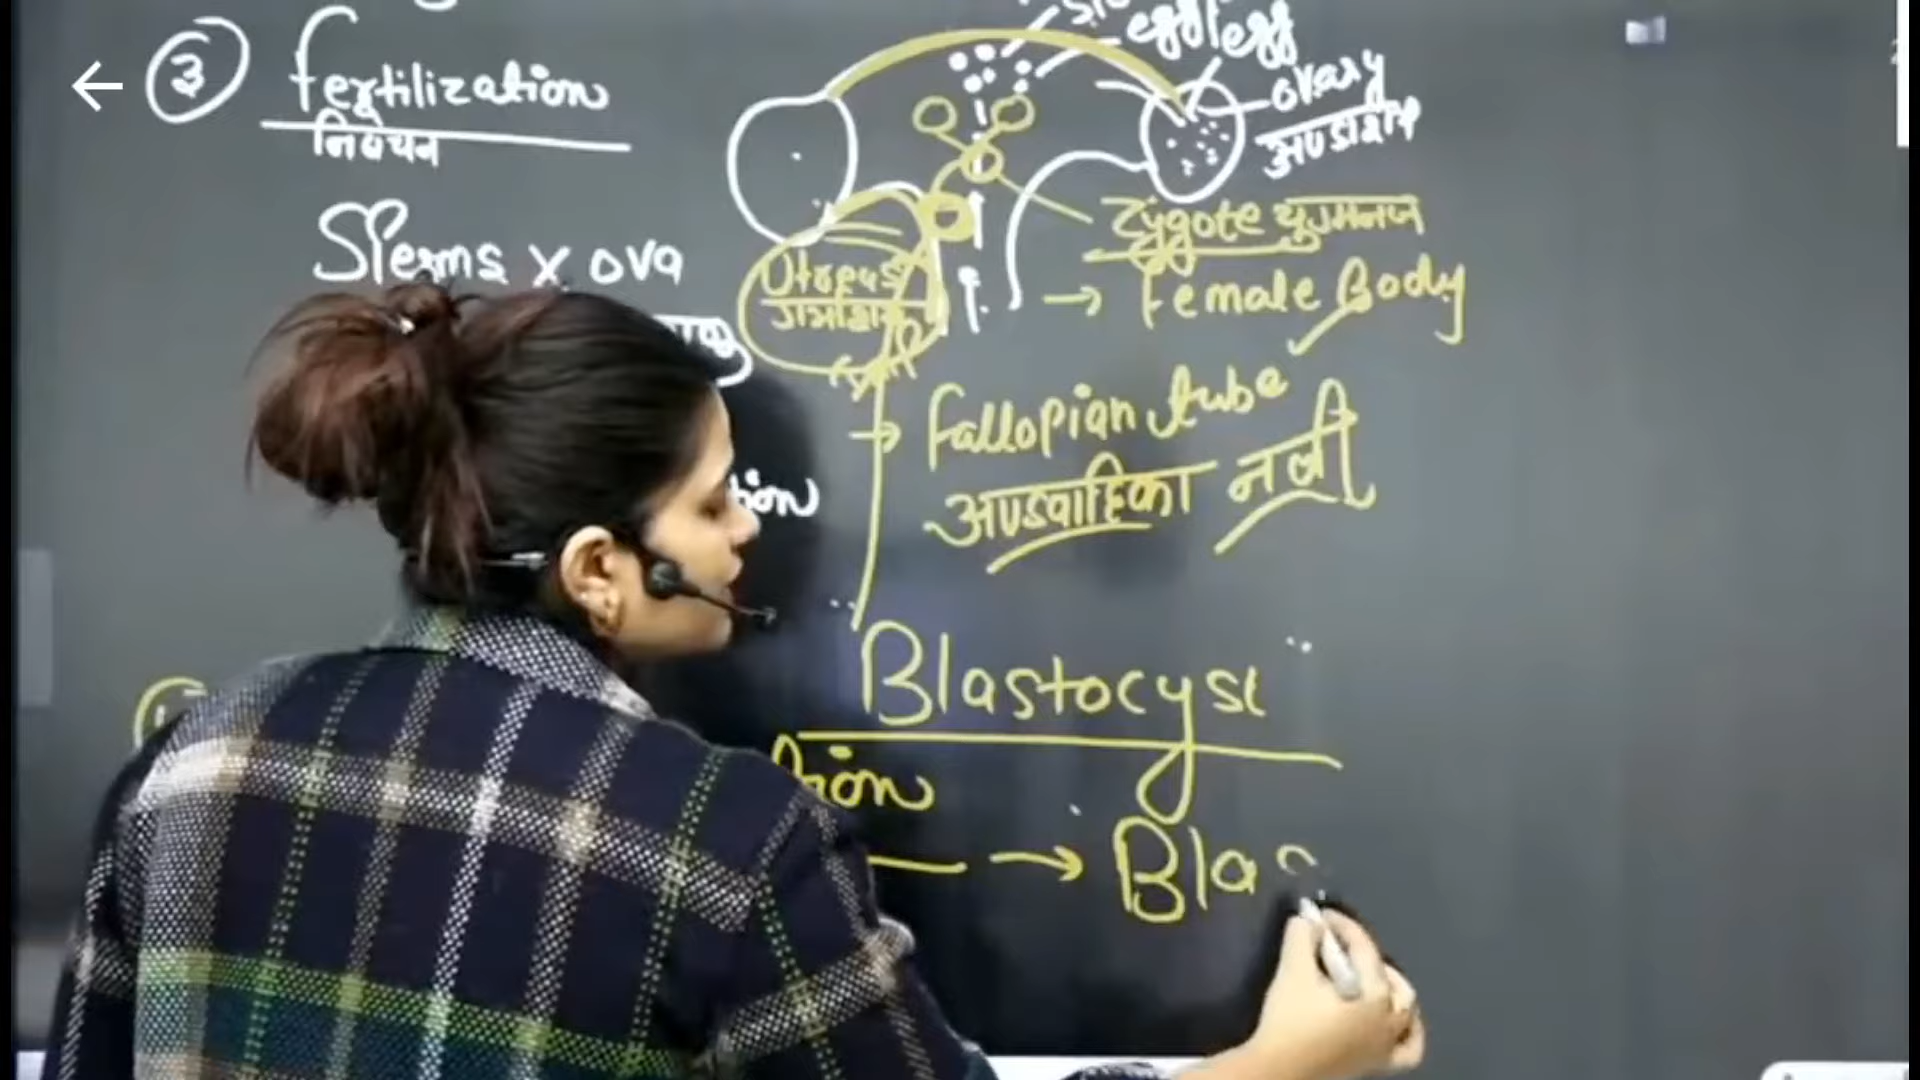 ③ Fertilization
निषेचन
Sperms x ova
egg/egg
ovary
अण्डाशय
Zygote युग्मनज
Uterus
गर्भाशय
→ Female Body
→ Fallopian tube
अण्डवाहिका नली
Blastocyst
→ Bla